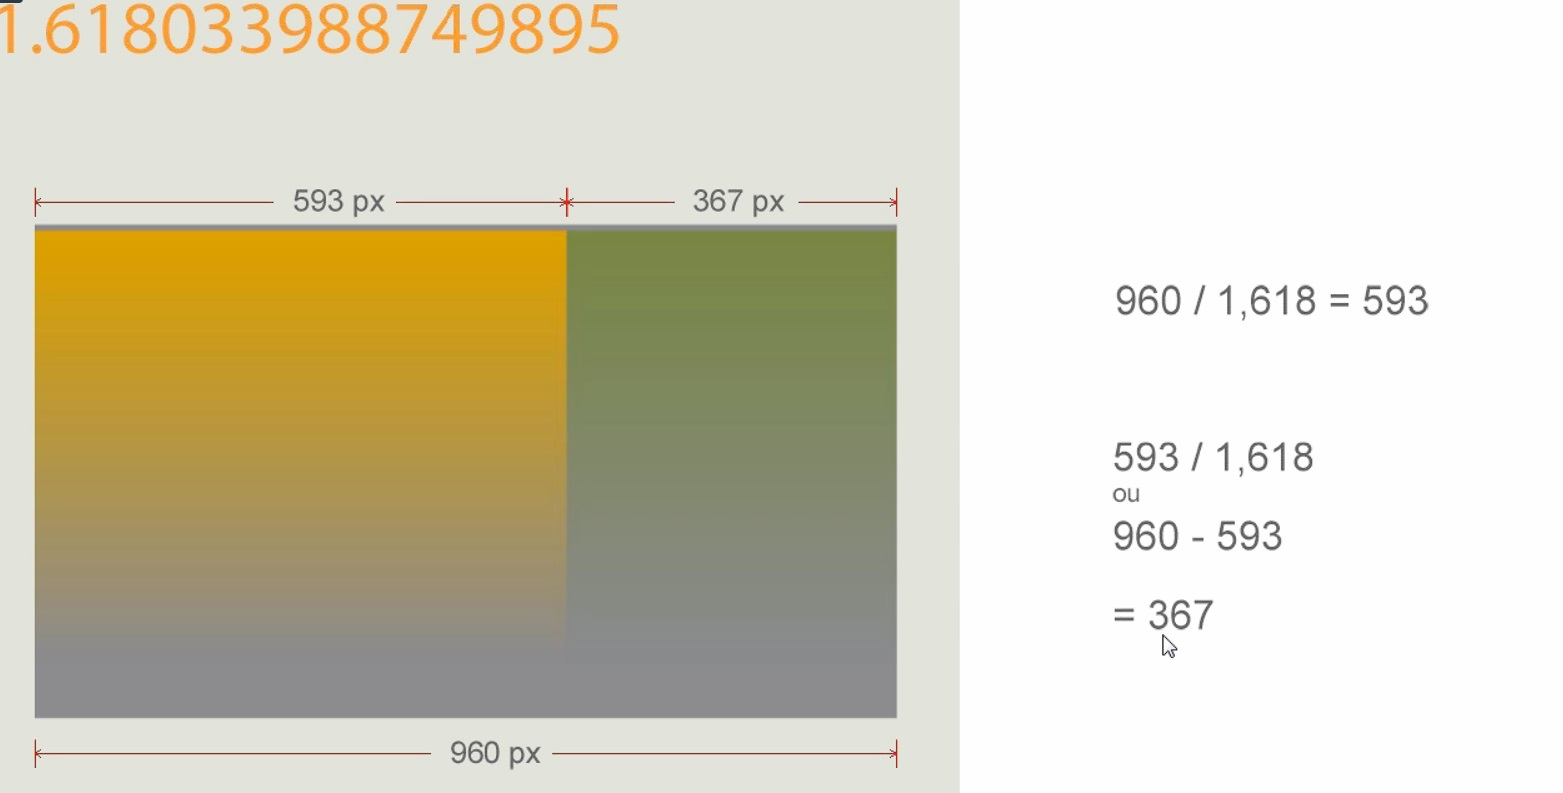 1.618033988749895
593 px
367 px
960 / 1,618 = 593
593 / 1,618
ou
960 - 593
= 367
960 px